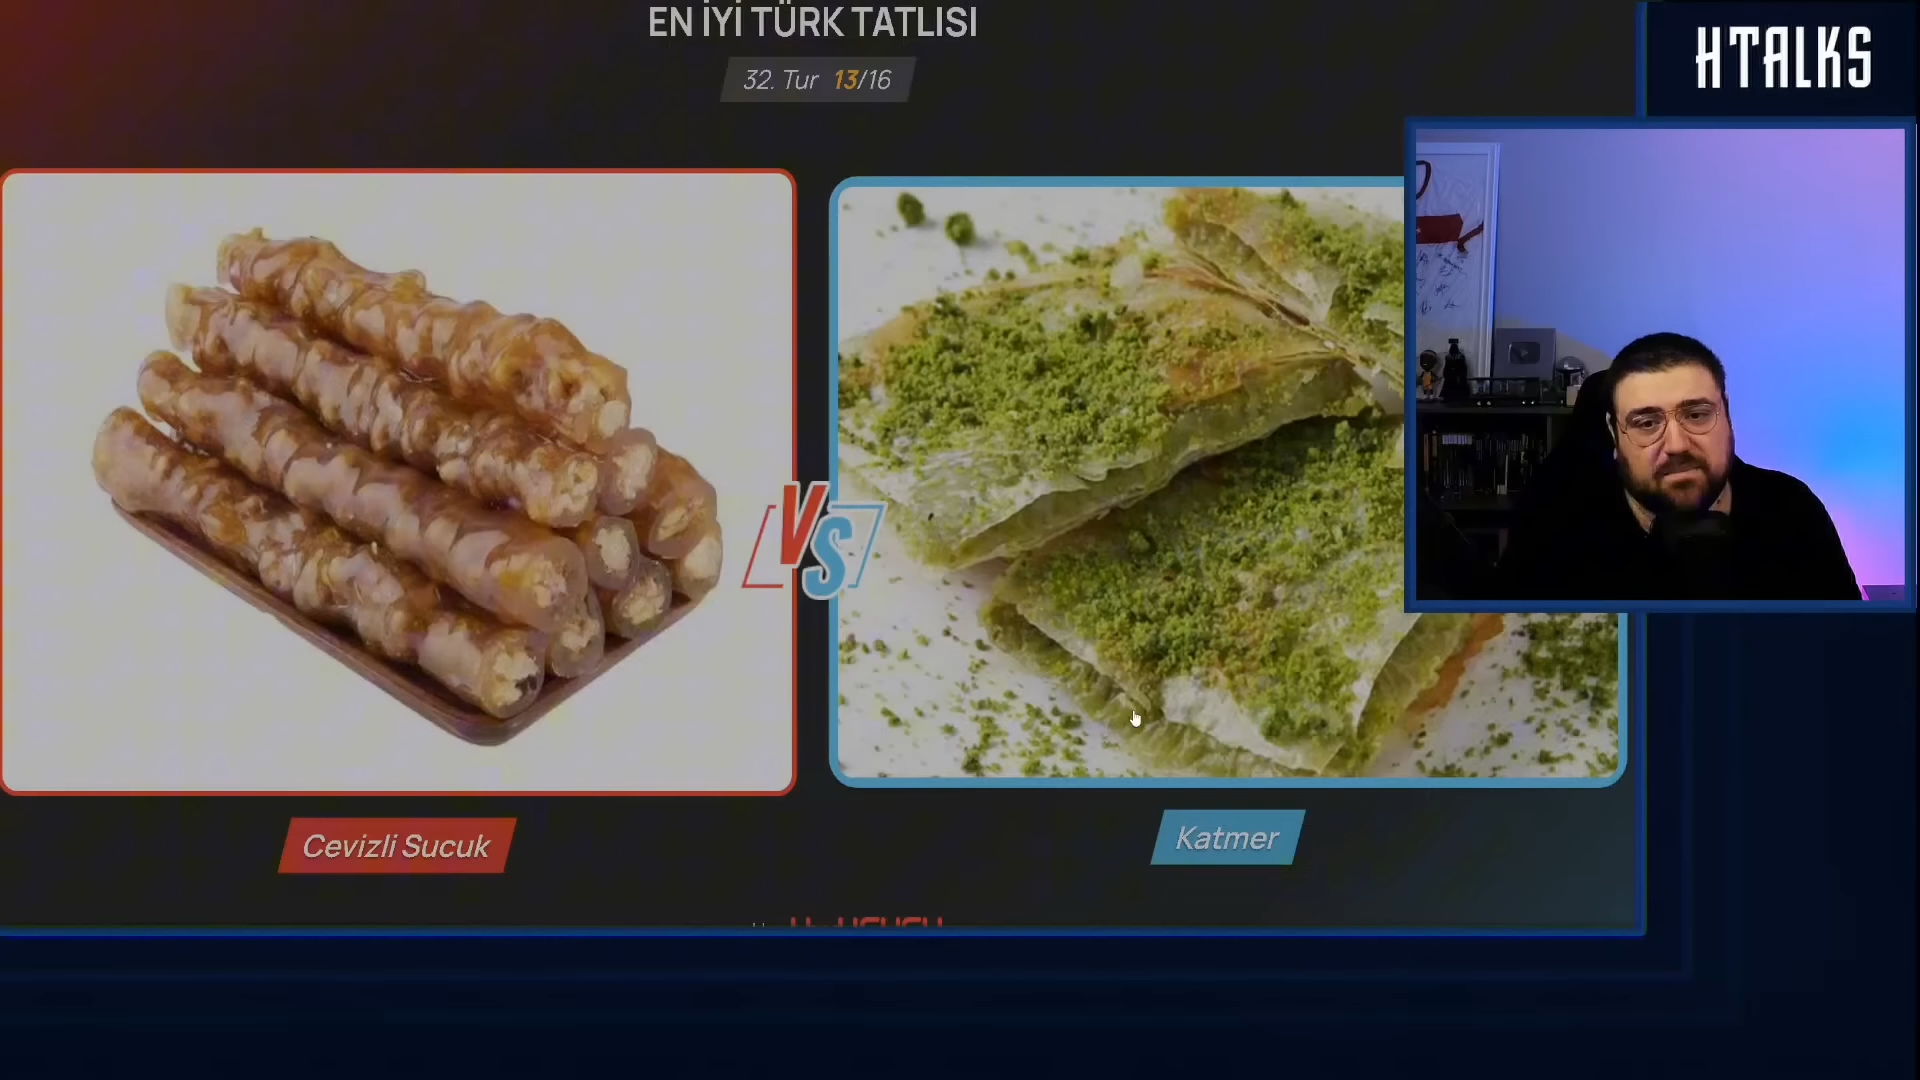 EN İYİ TÜRK TATLISI
32. Tur 13/16
HTALKS
VS
Cevizli Sucuk
Katmer